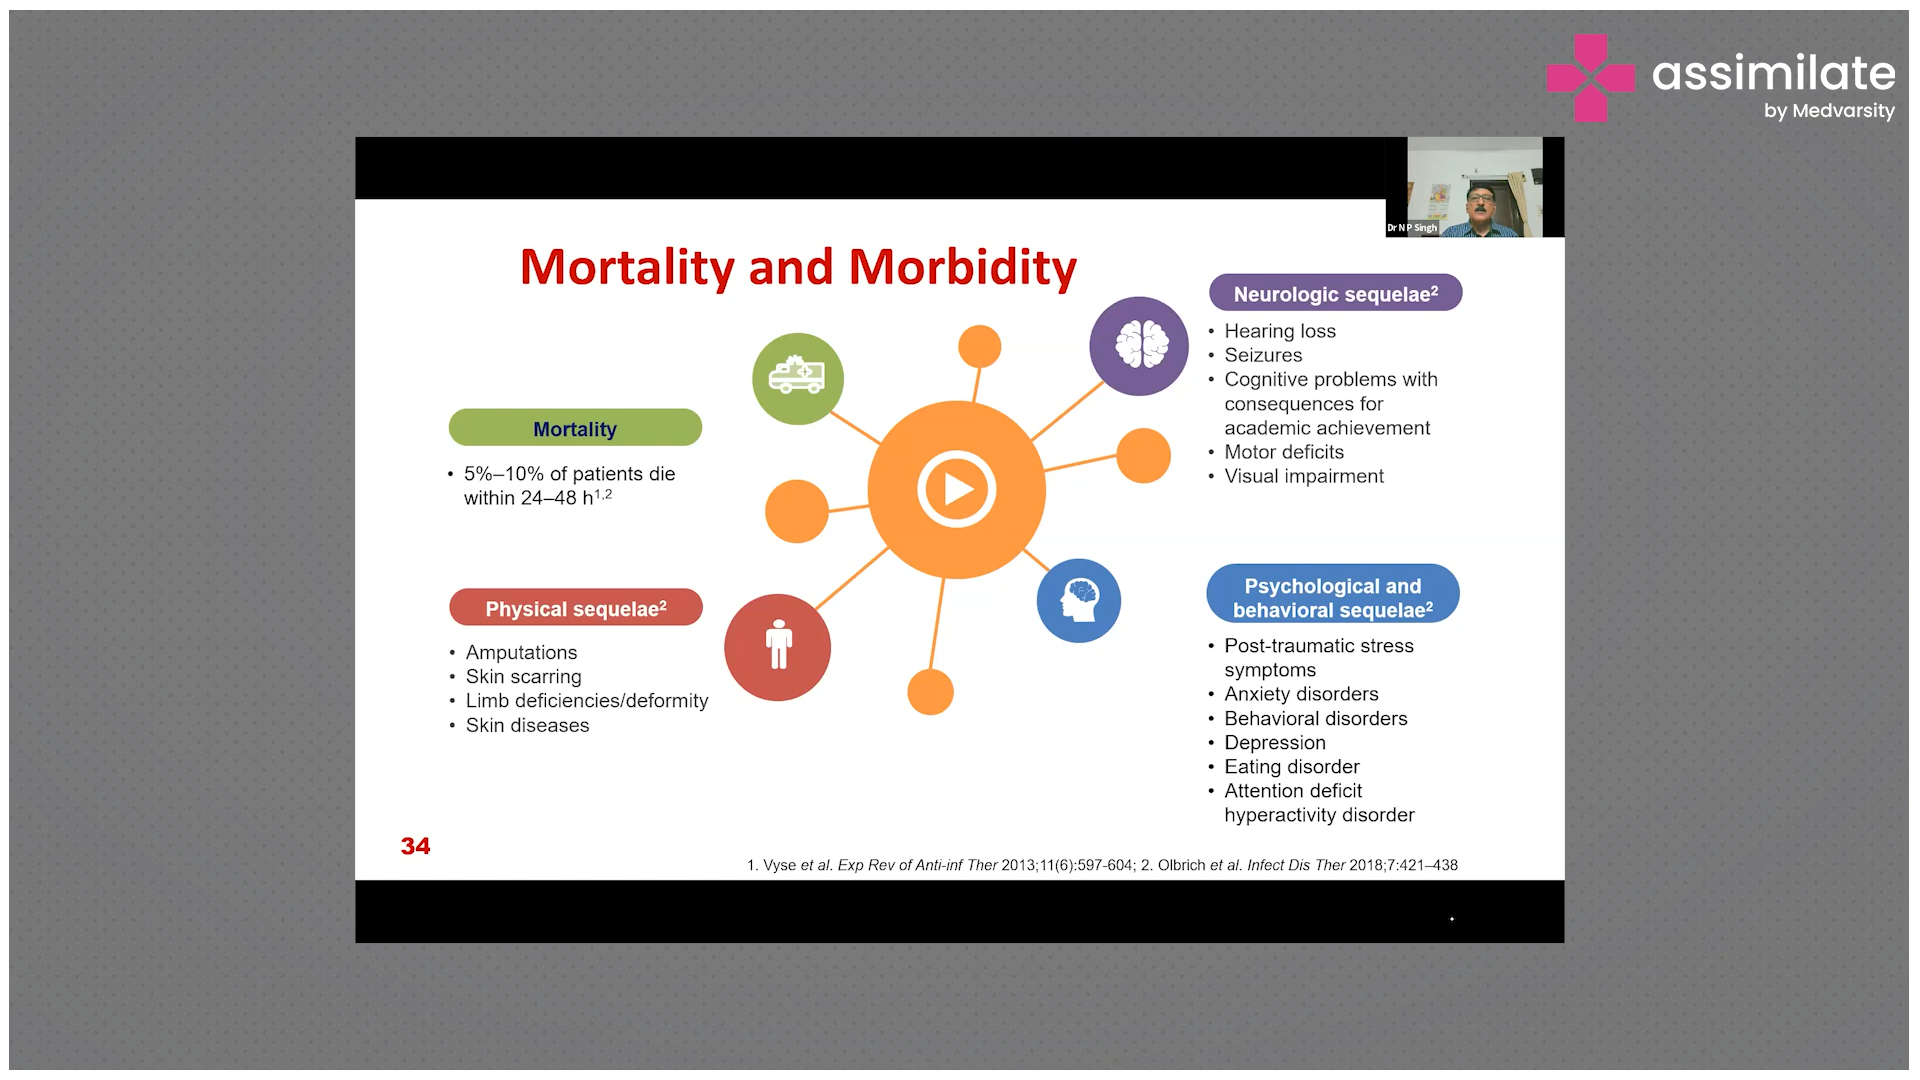 assimilate
by Medvarsity
Dr N P Singh
Mortality and Morbidity
Mortality
• 5%–10% of patients die
within 24–48 h1,2
Physical sequelae2
• Amputations
• Skin scarring
• Limb deficiencies/deformity
• Skin diseases
Neurologic sequelae2
• Hearing loss
• Seizures
• Cognitive problems with
consequences for
academic achievement
• Motor deficits
• Visual impairment
Psychological and
behavioral sequelae2
• Post-traumatic stress
symptoms
• Anxiety disorders
• Behavioral disorders
• Depression
• Eating disorder
• Attention deficit
hyperactivity disorder
34
1. Vyse et al. Exp Rev of Anti-inf Ther 2013;11(6):597-604; 2. Olbrich et al. Infect Dis Ther 2018;7:421–438